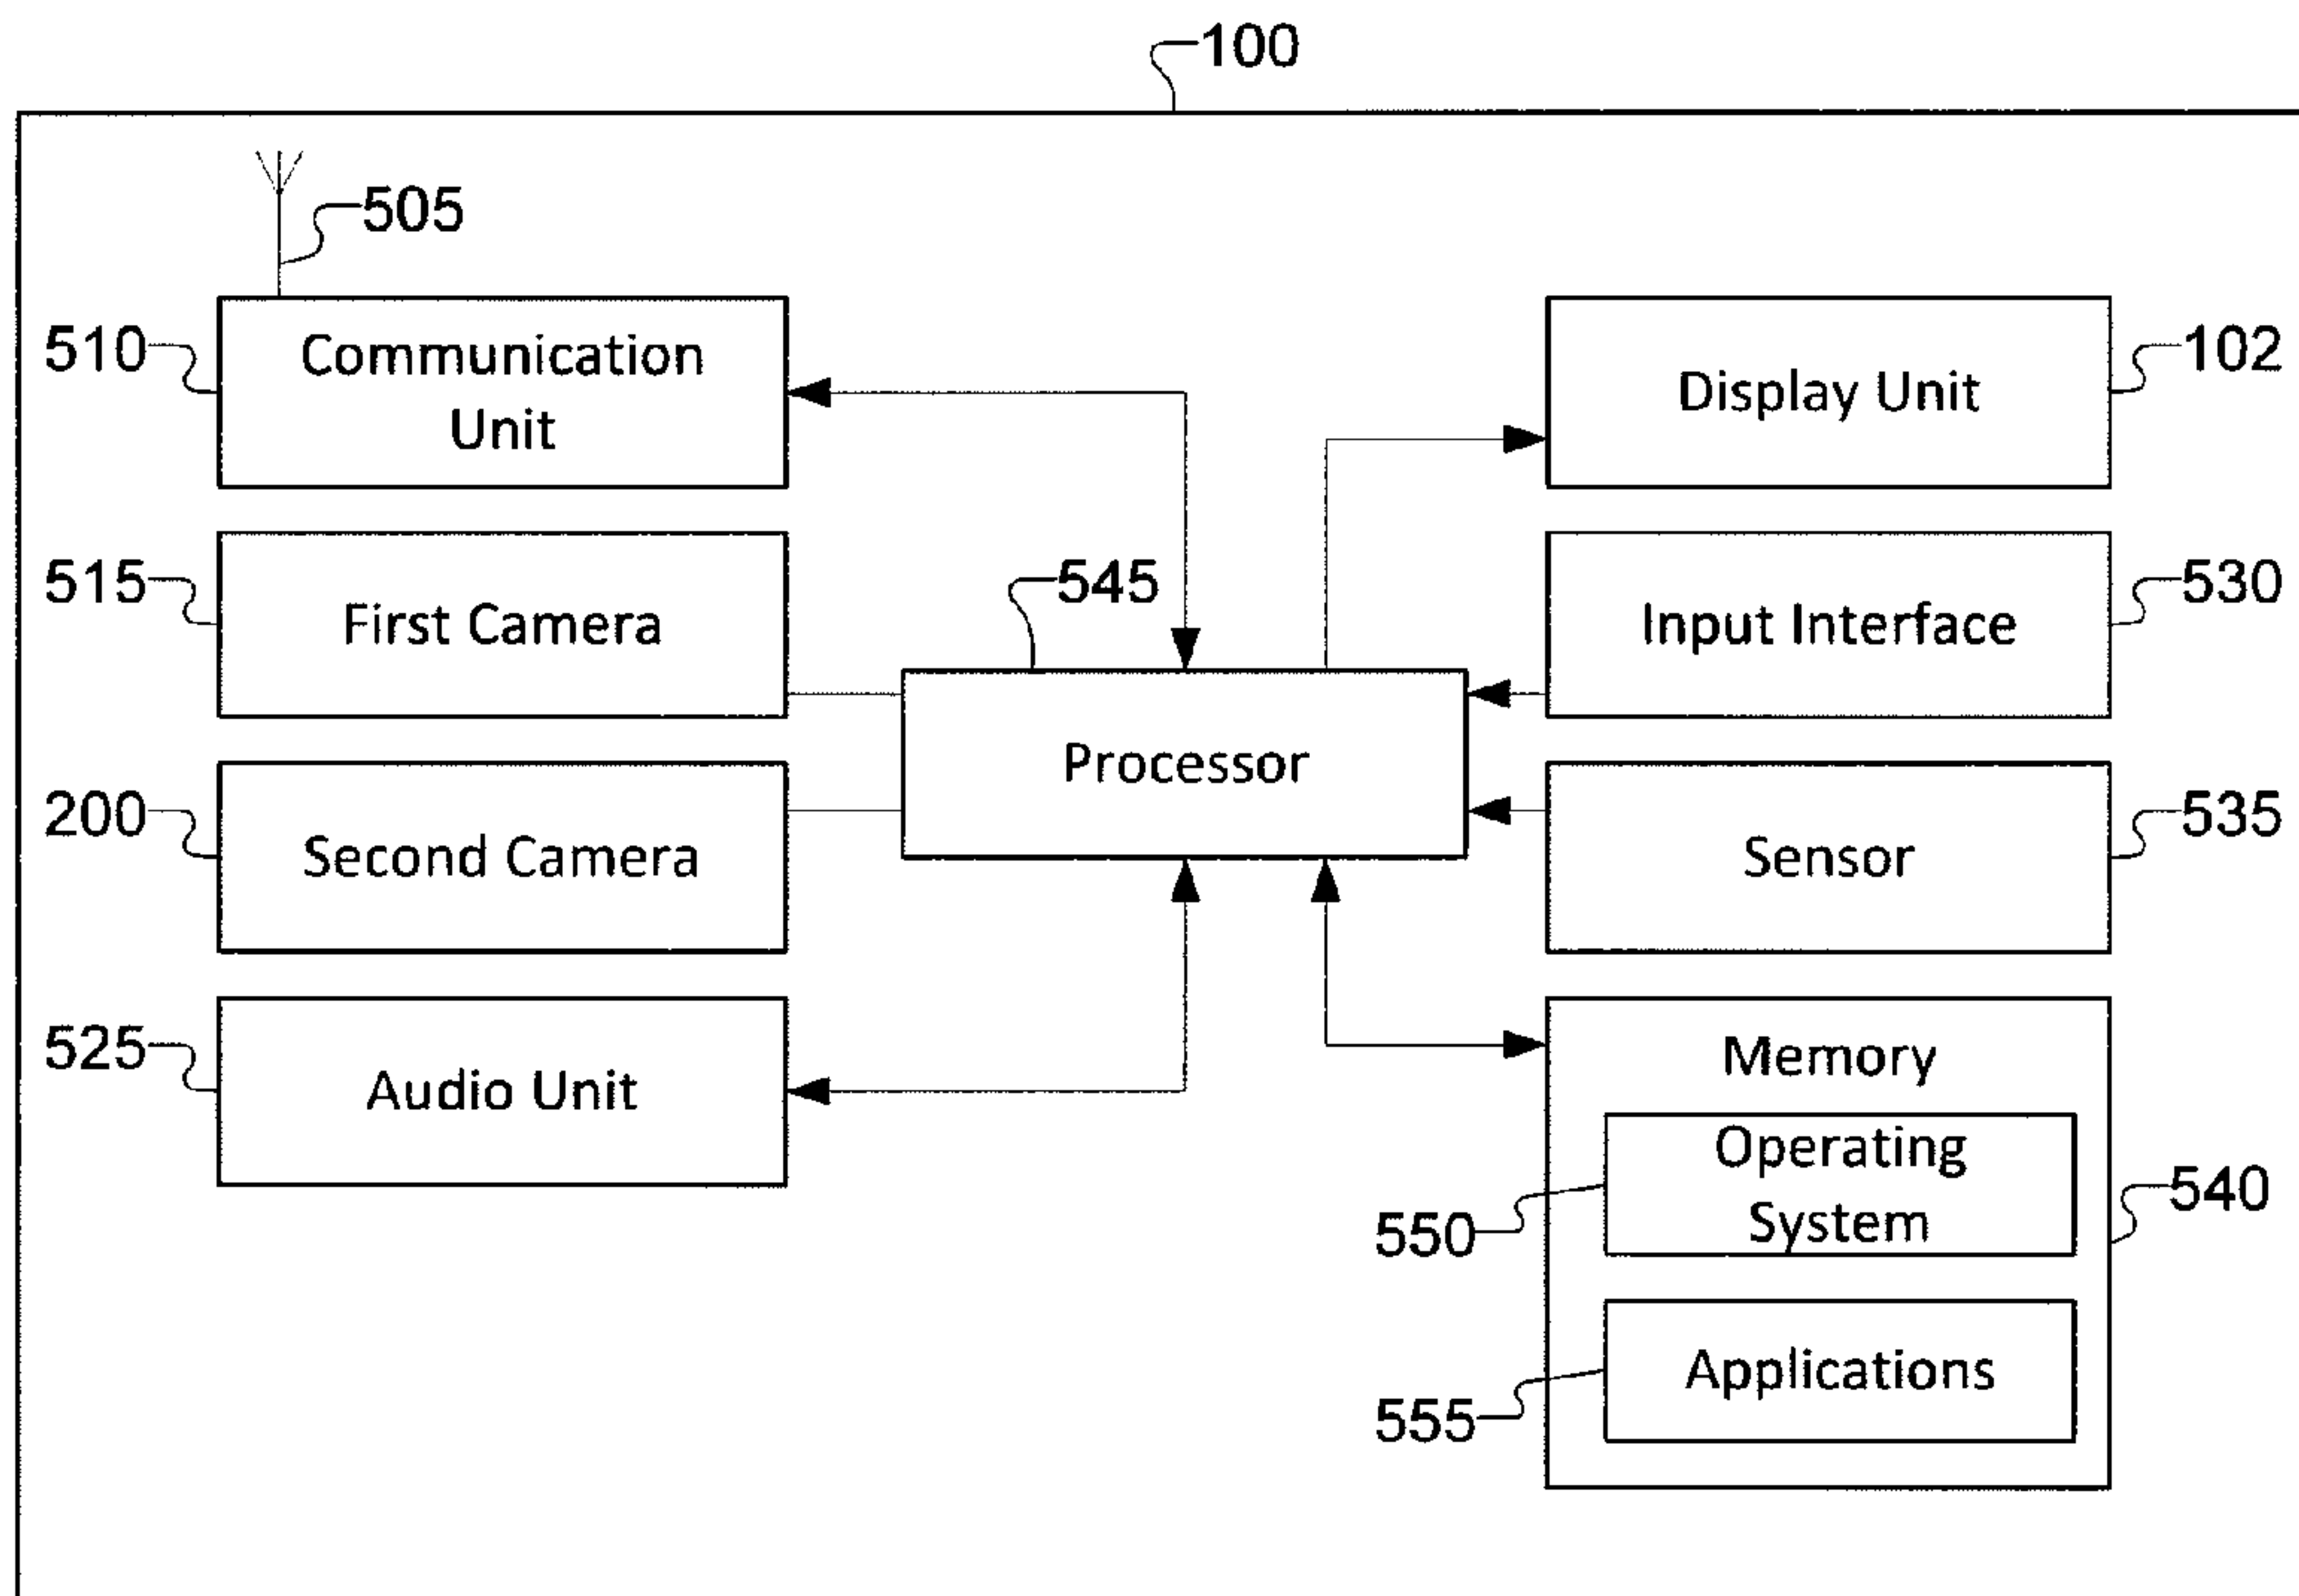 100
505
510
Communication
Unit
Display Unit
102
515
First Camera
545
Input Interface
530
Processor
200
Second Camera
Sensor
535
525
Audio Unit
Memory
Operating
System
550
540
Applications
555